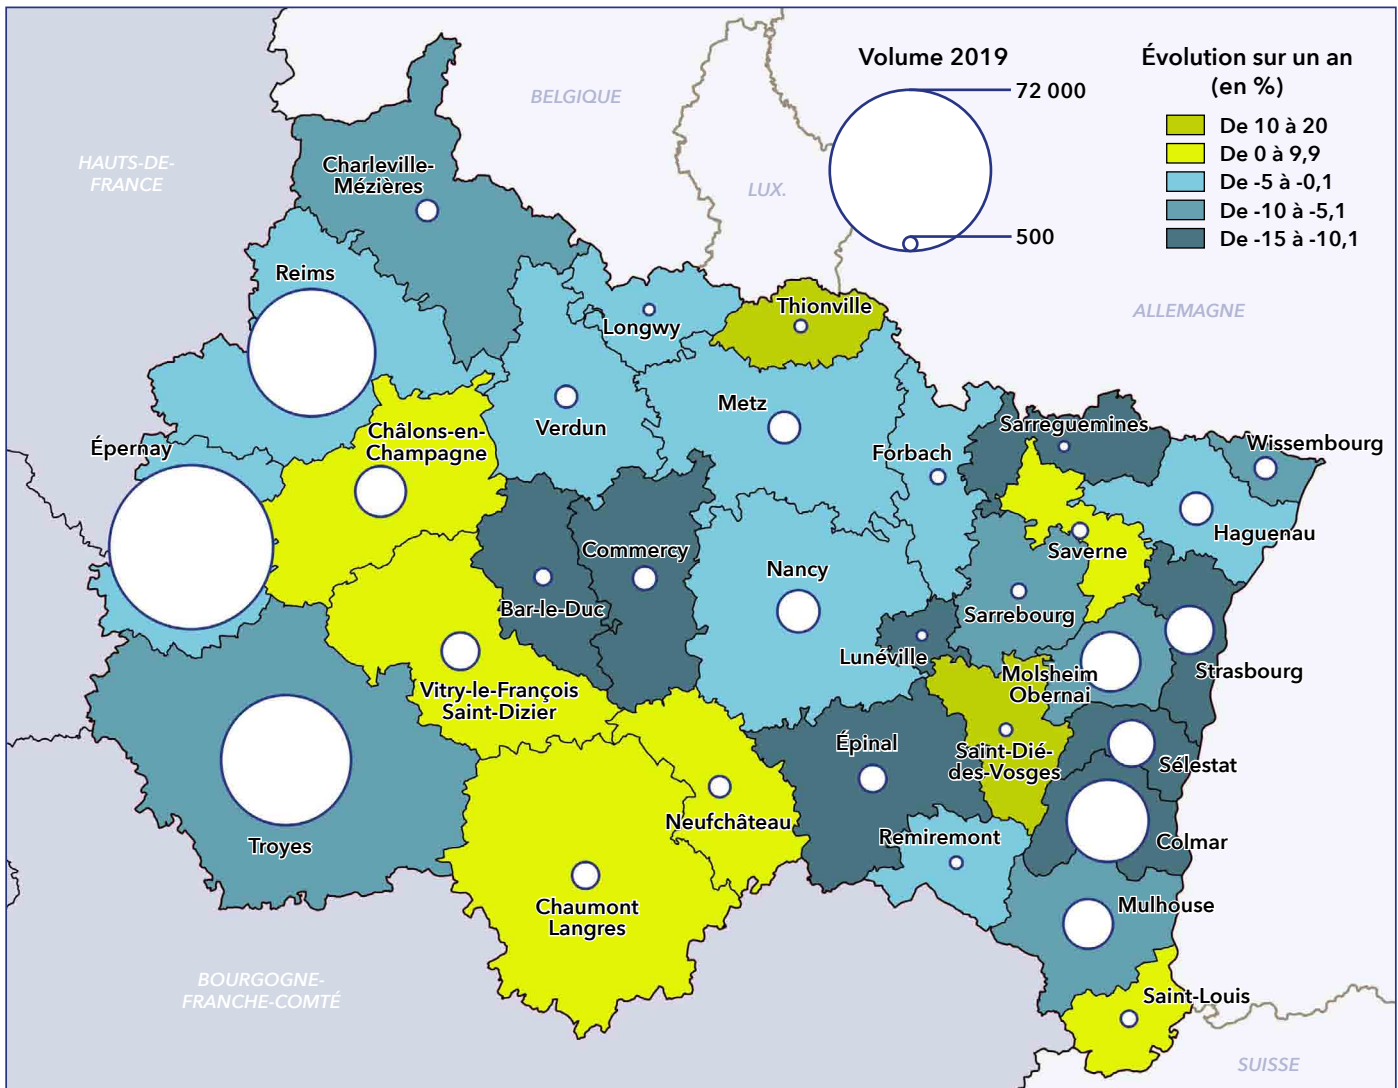 Volume 2019
72 000
500
Évolution sur un an
(en %)
De 10 à 20
De 0 à 9,9
De -5 à -0,1
De -10 à -5,1
De -15 à -10,1
BELGIQUE
HAUTS-DE-
FRANCE
LUX.
ALLEMAGNE
Charleville-
Mézières
Reims
Longwy
Thionville
Épernay
Châlons-en-
Champagne
Verdun
Metz
Forbach
Sarreguemines
Wissembourg
Haguenau
Saverne
Bar-le-Duc
Commercy
Nancy
Sarrebourg
Lunéville
Molsheim
Obernai
Strasbourg
Vitry-le-François
Saint-Dizier
Épinal
Saint-Dié-
des-Vosges
Sélestat
Troyes
Neufchâteau
Remiremont
Colmar
Chaumont
Langres
Mulhouse
Saint-Louis
BOURGOGNE-
FRANCHE-COMTÉ
SUISSE